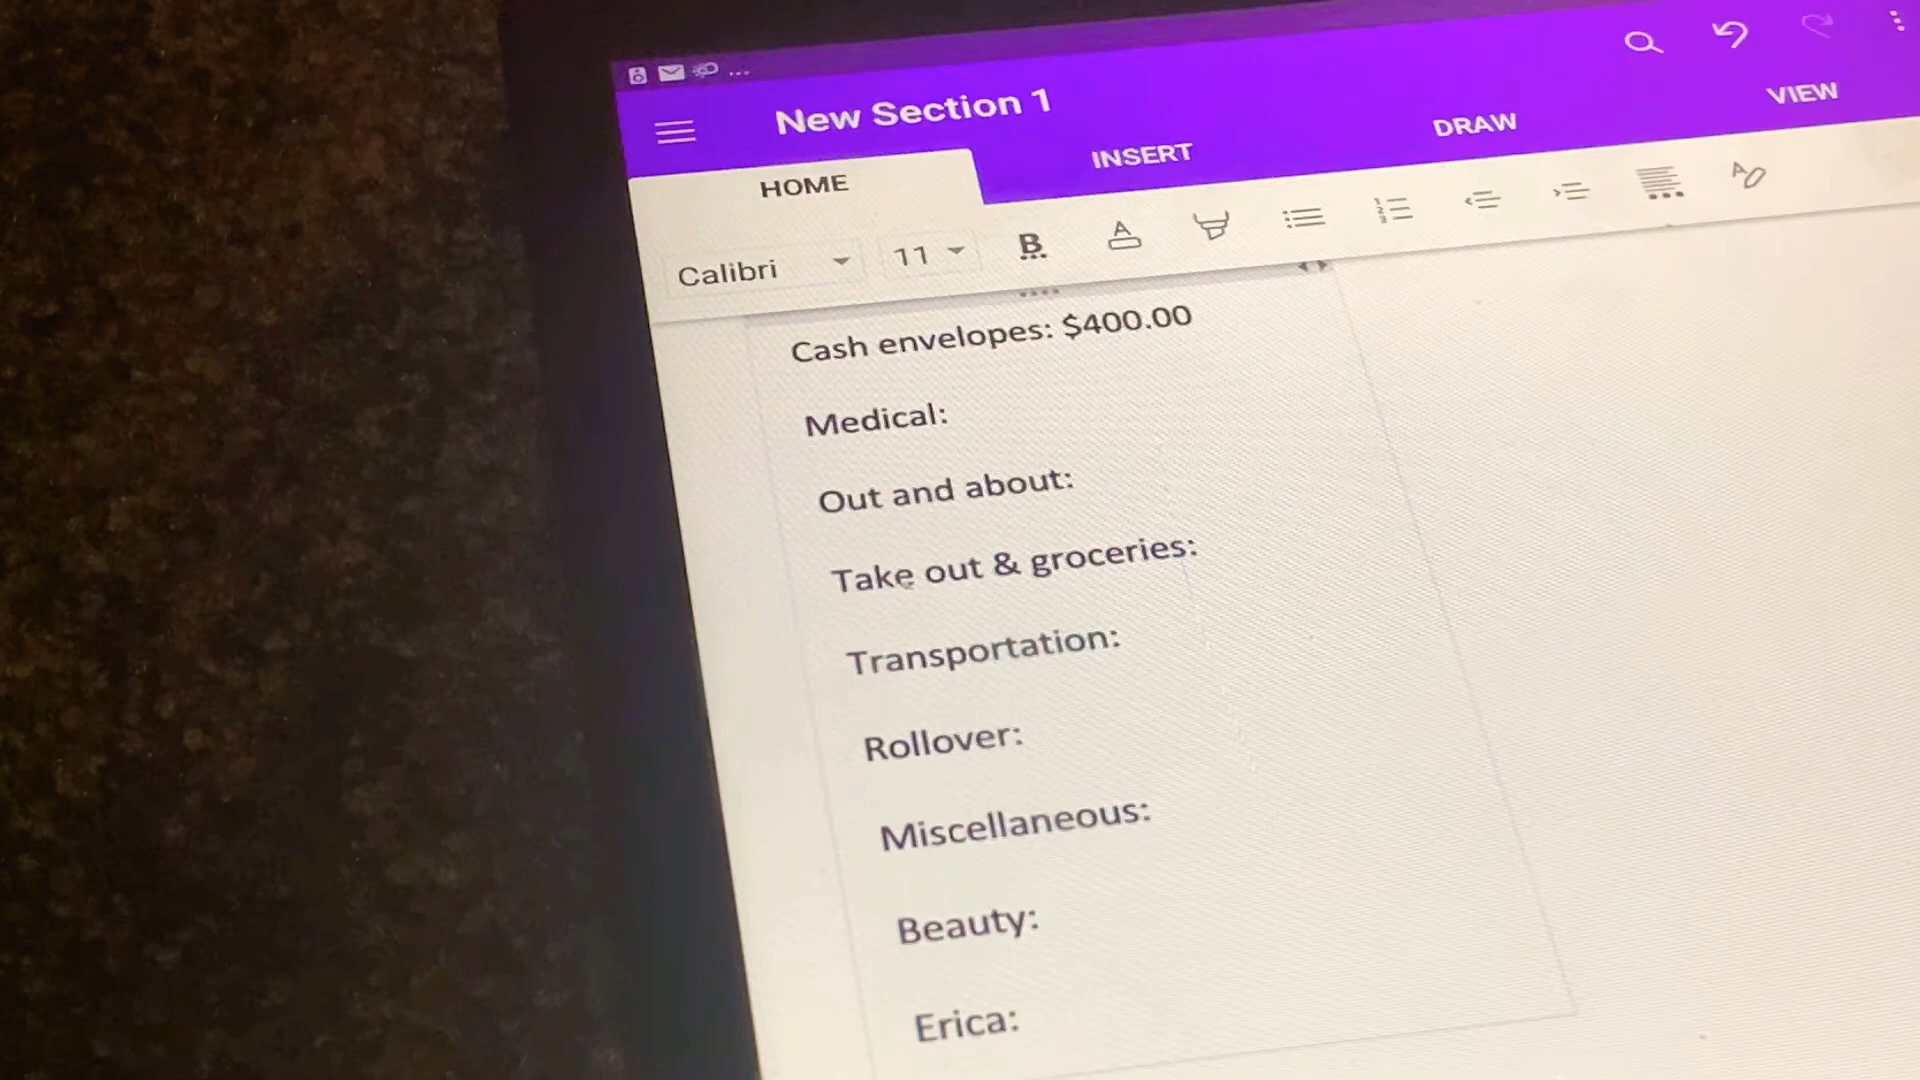 New Section 1
HOME
INSERT
DRAW
VIEW
Calibri
11
B
Cash envelopes: $400.00
Medical:
Out and about:
Take out & groceries:
Transportation:
Rollover:
Miscellaneous:
Beauty:
Erica: